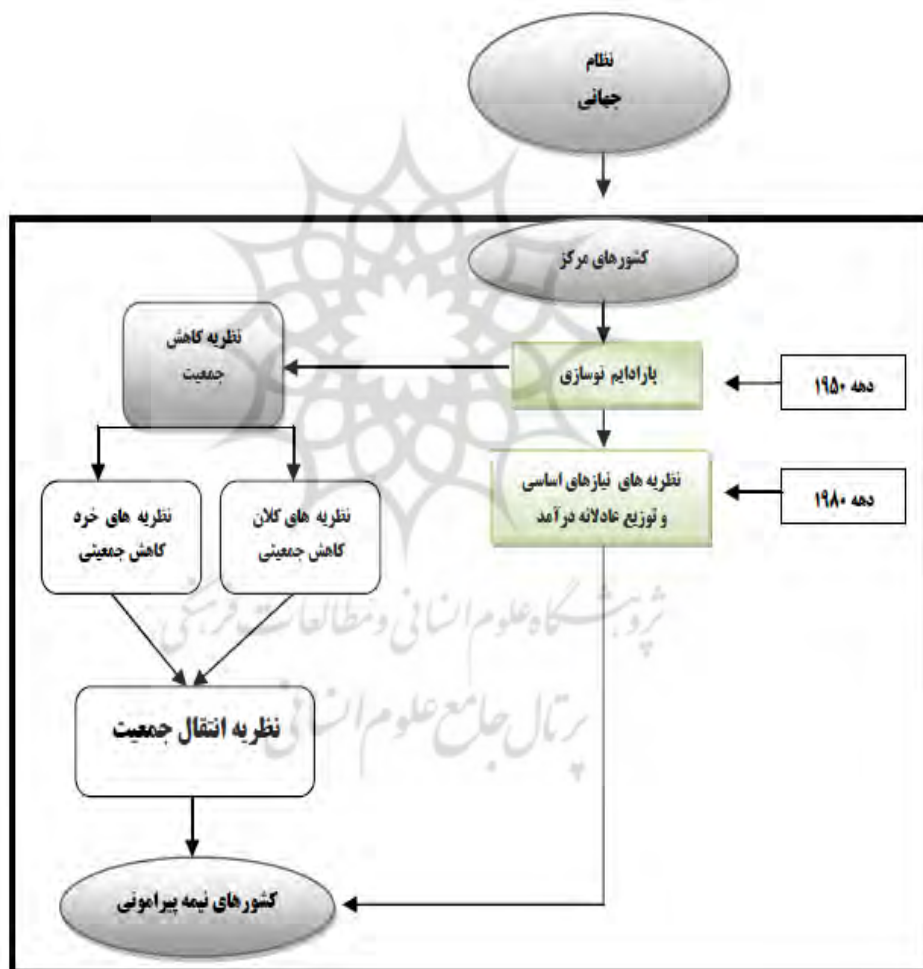 نظام
جهانی
کشورهای مرکز
پارادایم نوسازی
دهه ۱۹۵۰
نظریه کاهش
جمعیت
نظریه های نیازهای اساسی
و توزیع عادلانه درآمد
دهه ۱۹۸۰
نظریه های کلان
کاهش جمعیتی
نظریه های خرد
کاهش جمعیتی
پژوهشگاه علوم انسانی و مطالعات فرهنگی
پرتال جامع علوم انسانی
نظریه انتقال جمعیت
کشورهای نیمه پیرامونی